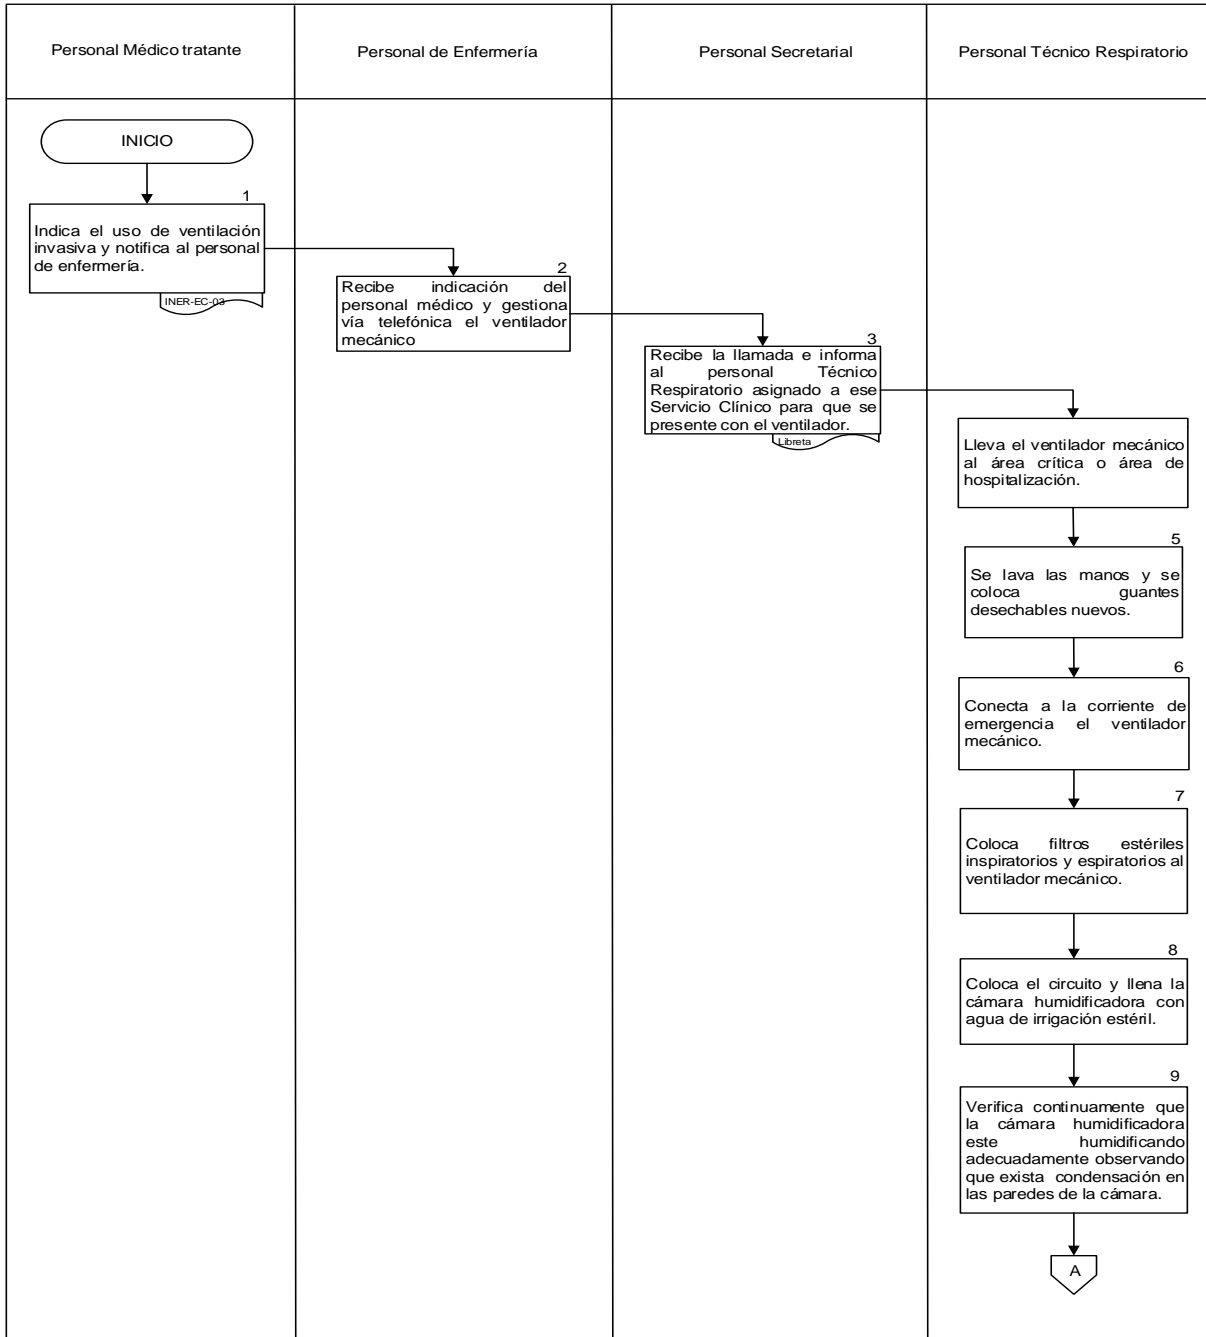 Personal Médico tratante
Personal de Enfermería
Personal Secretarial
Personal Técnico Respiratorio
INICIO
1
Indica el uso de ventilación
invasiva y notifica al personal
de enfermería.
INER-EC-03
2
Recibe indicación del
personal médico y gestiona
vía telefónica el ventilador
mecánico
3
Recibe la llamada e informa
al personal Técnico
Respiratorio asignado a ese
Servicio Clínico para que se
presente con el ventilador.
Libreta
Lleva el ventilador mecánico
al área crítica o área de
hospitalización.
5
Se lava las manos y se
coloca guantes
desechables nuevos.
6
Conecta a la corriente de
emergencia el ventilador
mecánico.
7
Coloca filtros estériles
inspiratorios y espiratorios al
ventilador mecánico.
8
Coloca el circuito y llena la
cámara humidificadora con
agua de irrigación estéril.
9
Verifica continuamente que
la cámara humidificadora
este humidificando
adecuadamente observando
que exista condensación en
las paredes de la cámara.
A